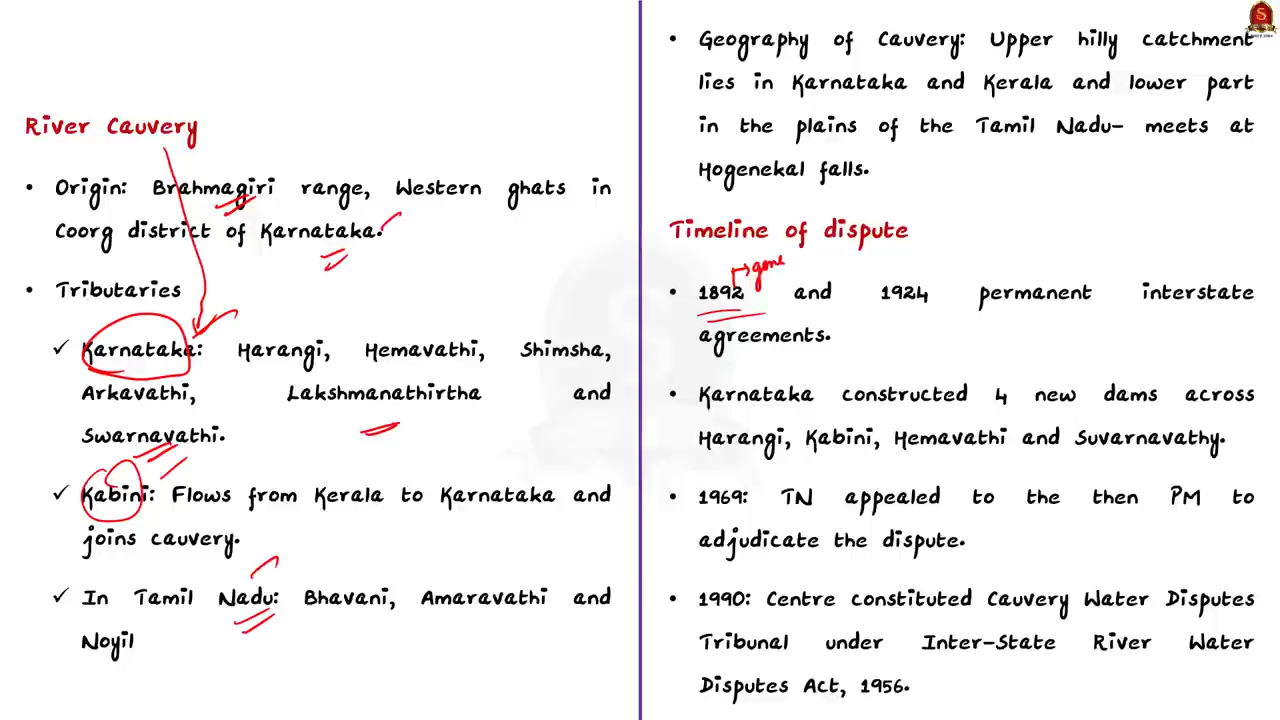 River Cauvery
• Origin: Brahmagiri range, Western ghats in
Coorg district of Karnataka.
• Tributaries
✓ Karnataka: Harangi, Hemavathi, Shimsha,
Arkavathi, Lakshmanathirtha and
Swarnavathi.
✓ Kabini: Flows from Kerala to Karnataka and
joins cauvery.
✓ In Tamil Nadu: Bhavani, Amaravathi and
Noyil
• Geography of Cauvery: Upper hilly catchment
lies in Karnataka and Kerala and lower part
in the plains of the Tamil Nadu- meets at
Hogenekal falls.
Timeline of dispute
• 1892 and 1924 permanent interstate
agreements.
• Karnataka constructed 4 new dams across
Harangi, Kabini, Hemavathi and Suvarnavathy.
• 1969: TN appealed to the then PM to
adjudicate the dispute.
• 1990: Centre constituted Cauvery Water Disputes
Tribunal under Inter-State River Water
Disputes Act, 1956.